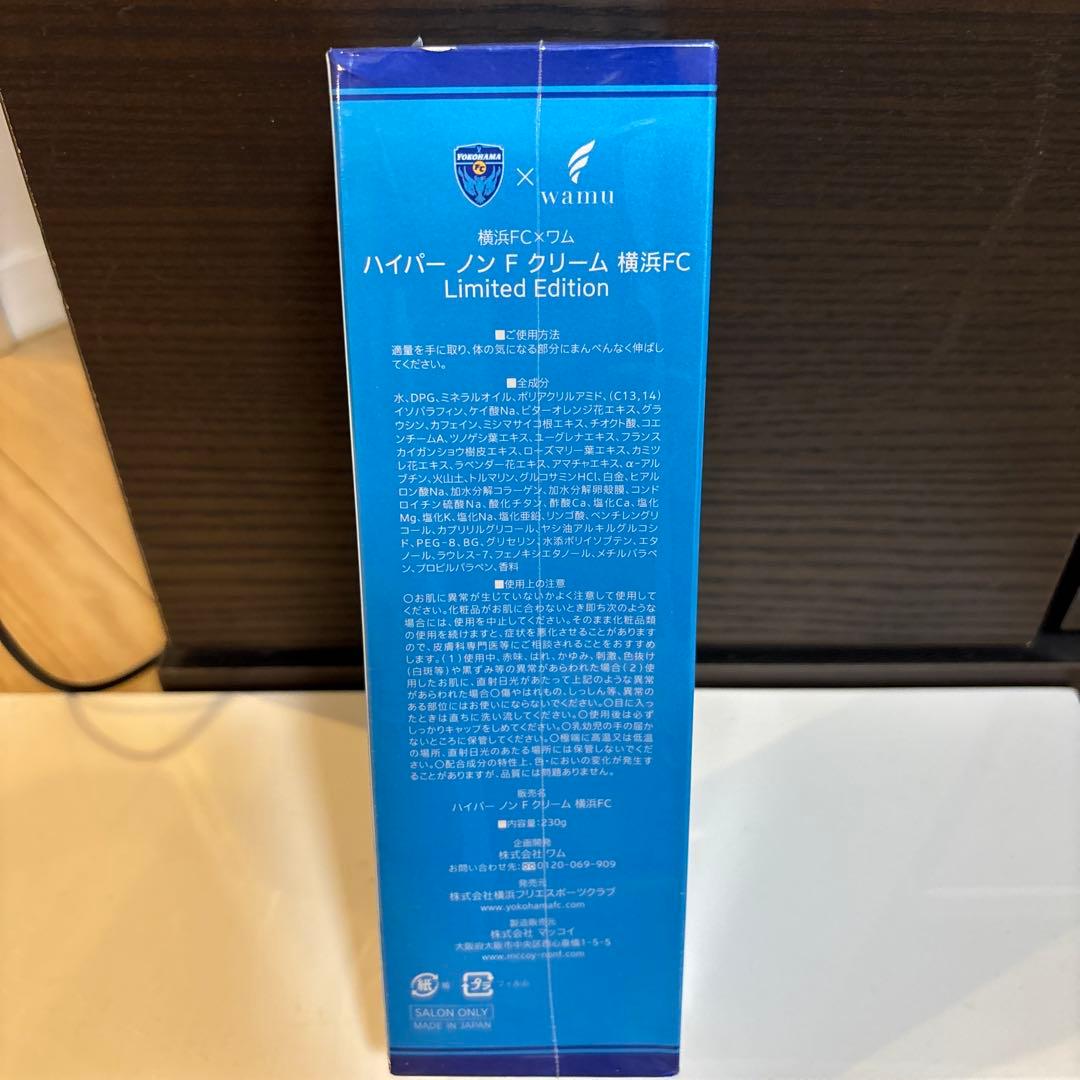 YOKOHAMA
FC
×
wamu
横浜FC×ワム
ハイパー ノン F クリーム 横浜FC
Limited Edition
■ご使用方法
適量を手に取り、体の気になる部分にまんべんなく伸ばし
てください。
■全成分
水、DPG、ミネラルオイル、ポリアクリルアミド、(C13,14)
イソパラフィン、ケイ酸Na、ビターオレンジ花エキス、グラ
ウシン、カフェイン、ミシマサイコ根エキス、チオクト酸、コエ
ンチームA、ツノゲシ葉エキス、ユーグレナエキス、フランス
カイガンショウ樹皮エキス、ローズマリー葉エキス、カミツ
レ花エキス、ラベンダー花エキス、アマチャエキス、α-アル
ブチン、火山土、トルマリン、グルコサミンHCl、白金、ヒアル
ロン酸Na、加水分解コラーゲン、加水分解卵殻膜、コンド
ロイチン硫酸Na、酸化チタン、酢酸Ca、塩化Ca、塩化
Mg、塩化K、塩化Na、塩化亜鉛、リンゴ酸、ペンチレングリ
コール、カプリリルグリコール、ヤシ油アルキルグルコシ
ド、PEG-8、BG、グリセリン、水添ポリイソブテン、エタ
ノール、ラウレス-7、フェノキシエタノール、メチルパラベ
ン、プロピルパラベン、香料
■使用上の注意
○お肌に異常が生じていないかよく注意して使用して
ください。化粧品がお肌に合わないとき即ち次のような
場合には、使用を中止してください。そのまま化粧品類
の使用を続けますと、症状を悪化させることがあります
ので、皮膚科専門医等にご相談されることをおすすめ
します。(1)使用中、赤味、はれ、かゆみ、刺激、色抜け
(白斑等)や黒ずみ等の異常があらわれた場合(2)使
用したお肌に、直射日光があたって上記のような異常
があらわれた場合○傷やはれもの、しっしん等、異常の
ある部位にはお使いにならないでください。○目に入っ
たときは直ちに洗い流してください。○使用後は必ず
しっかりキャップをしめてください。○乳幼児の手の届か
ないところに保管してください。○極端に高温又は低温
の場所、直射日光のあたる場所には保管しないでくだ
さい。○配合成分の特性上、色・においの変化が発生す
ることがありますが、品質には問題ありません。
販売名
ハイパー ノン F クリーム 横浜FC
■内容量:230g
企画開発
株式会社 ワム
お問い合わせ先:0120-069-909
発売元
株式会社横浜フリエスポーツクラブ
www.yokohamafc.com
製造販売元
株式会社 マッコイ
大阪府大阪市中央区西心斎橋1-5-5
www.mccoy-nonf.com
紙 箱 プラ フィルム
SALON ONLY
MADE IN JAPAN